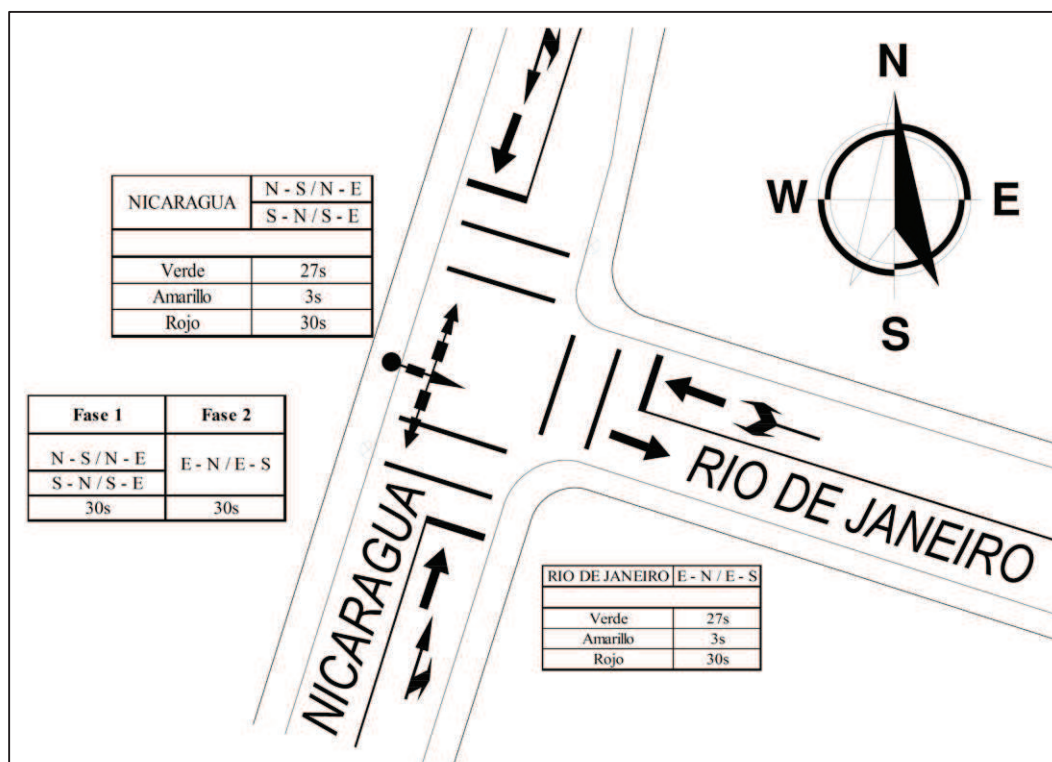 N
W
E
S
NICARAGUA
N - S / N - E
S - N / S - E
Verde 27s
Amarillo 3s
Rojo 30s
Fase 1 Fase 2
N - S / N - E
S - N / S - E
E - N / E - S
30s 30s
NICARAGUA
RIO DE JANEIRO
RIO DE JANEIRO E - N / E - S
Verde 27s
Amarillo 3s
Rojo 30s